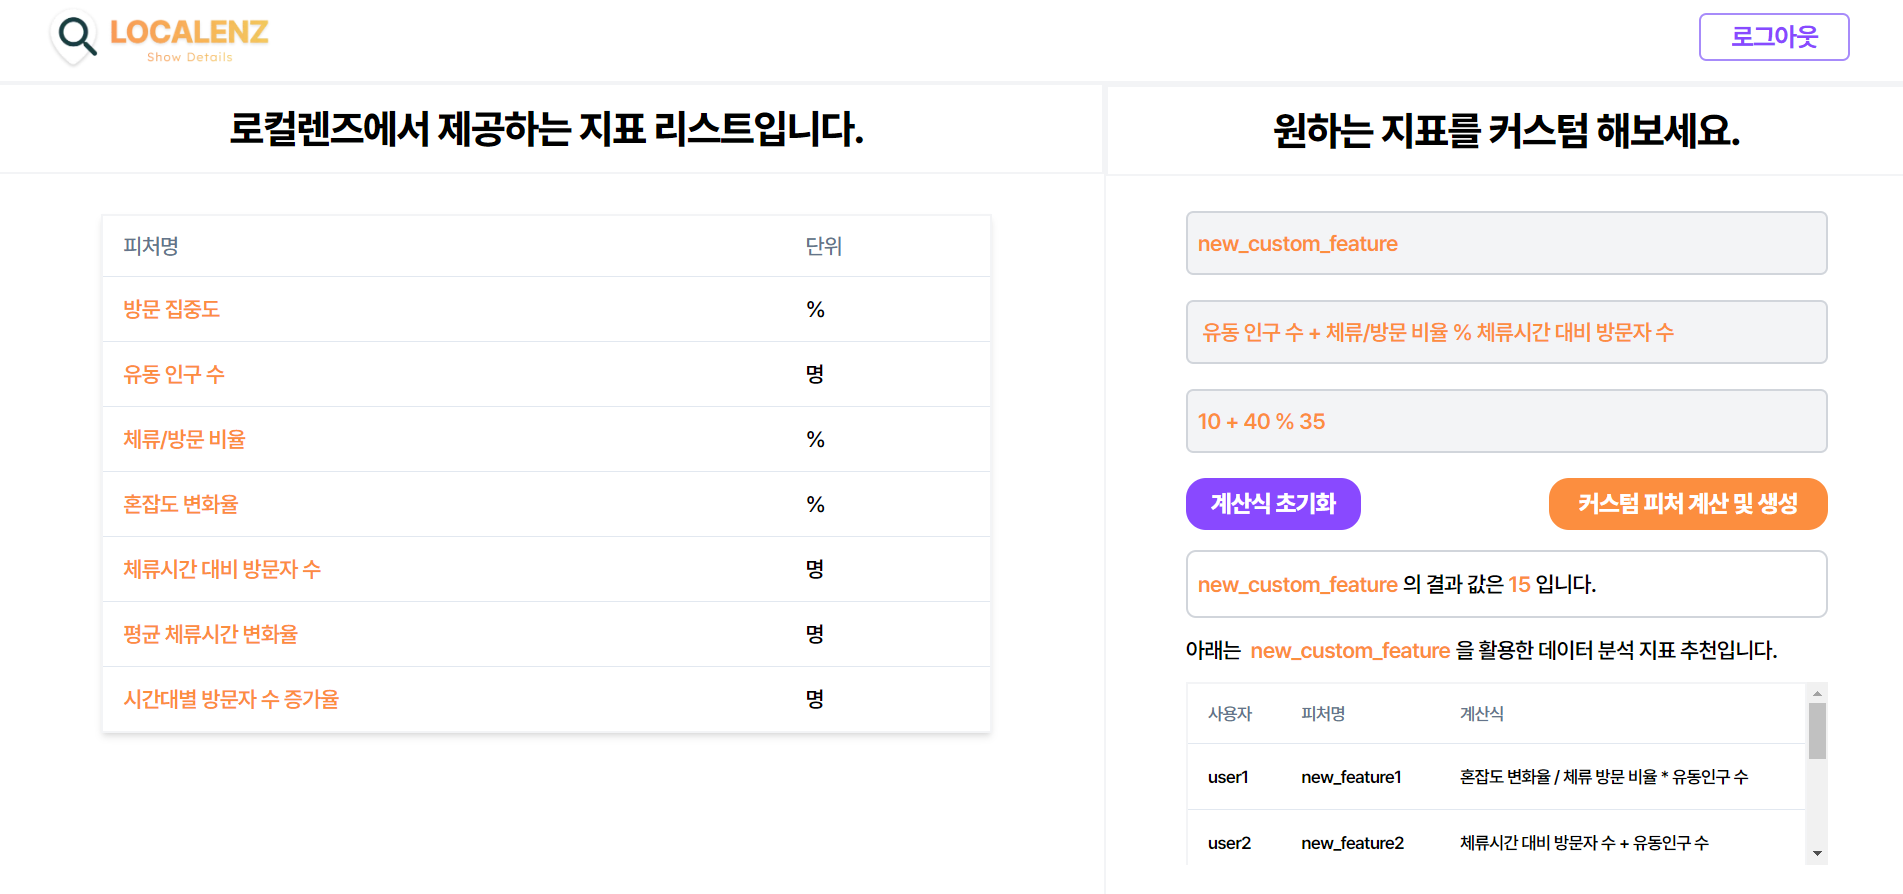 LOCALENZ
Show Details
로그아웃
로컬렌즈에서 제공하는 지표 리스트입니다.
피처명 단위
방문 집중도 %
유동 인구 수 명
체류/방문 비율 %
혼잡도 변화율 %
체류시간 대비 방문자 수 명
평균 체류시간 변화율 명
시간대별 방문자 수 증가율 명
원하는 지표를 커스텀 해보세요.
new_custom_feature
유동 인구 수 + 체류/방문 비율 % 체류시간 대비 방문자 수
10 + 40 % 35
계산식 초기화 커스텀 피처 계산 및 생성
new_custom_feature 의 결과 값은 15 입니다.
아래는 new_custom_feature 을 활용한 데이터 분석 지표 추천입니다.
사용자 피처명 계산식
user1 new_feature1 혼잡도 변화율 / 체류 방문 비율 * 유동인구 수
user2 new_feature2 체류시간 대비 방문자 수 + 유동인구 수